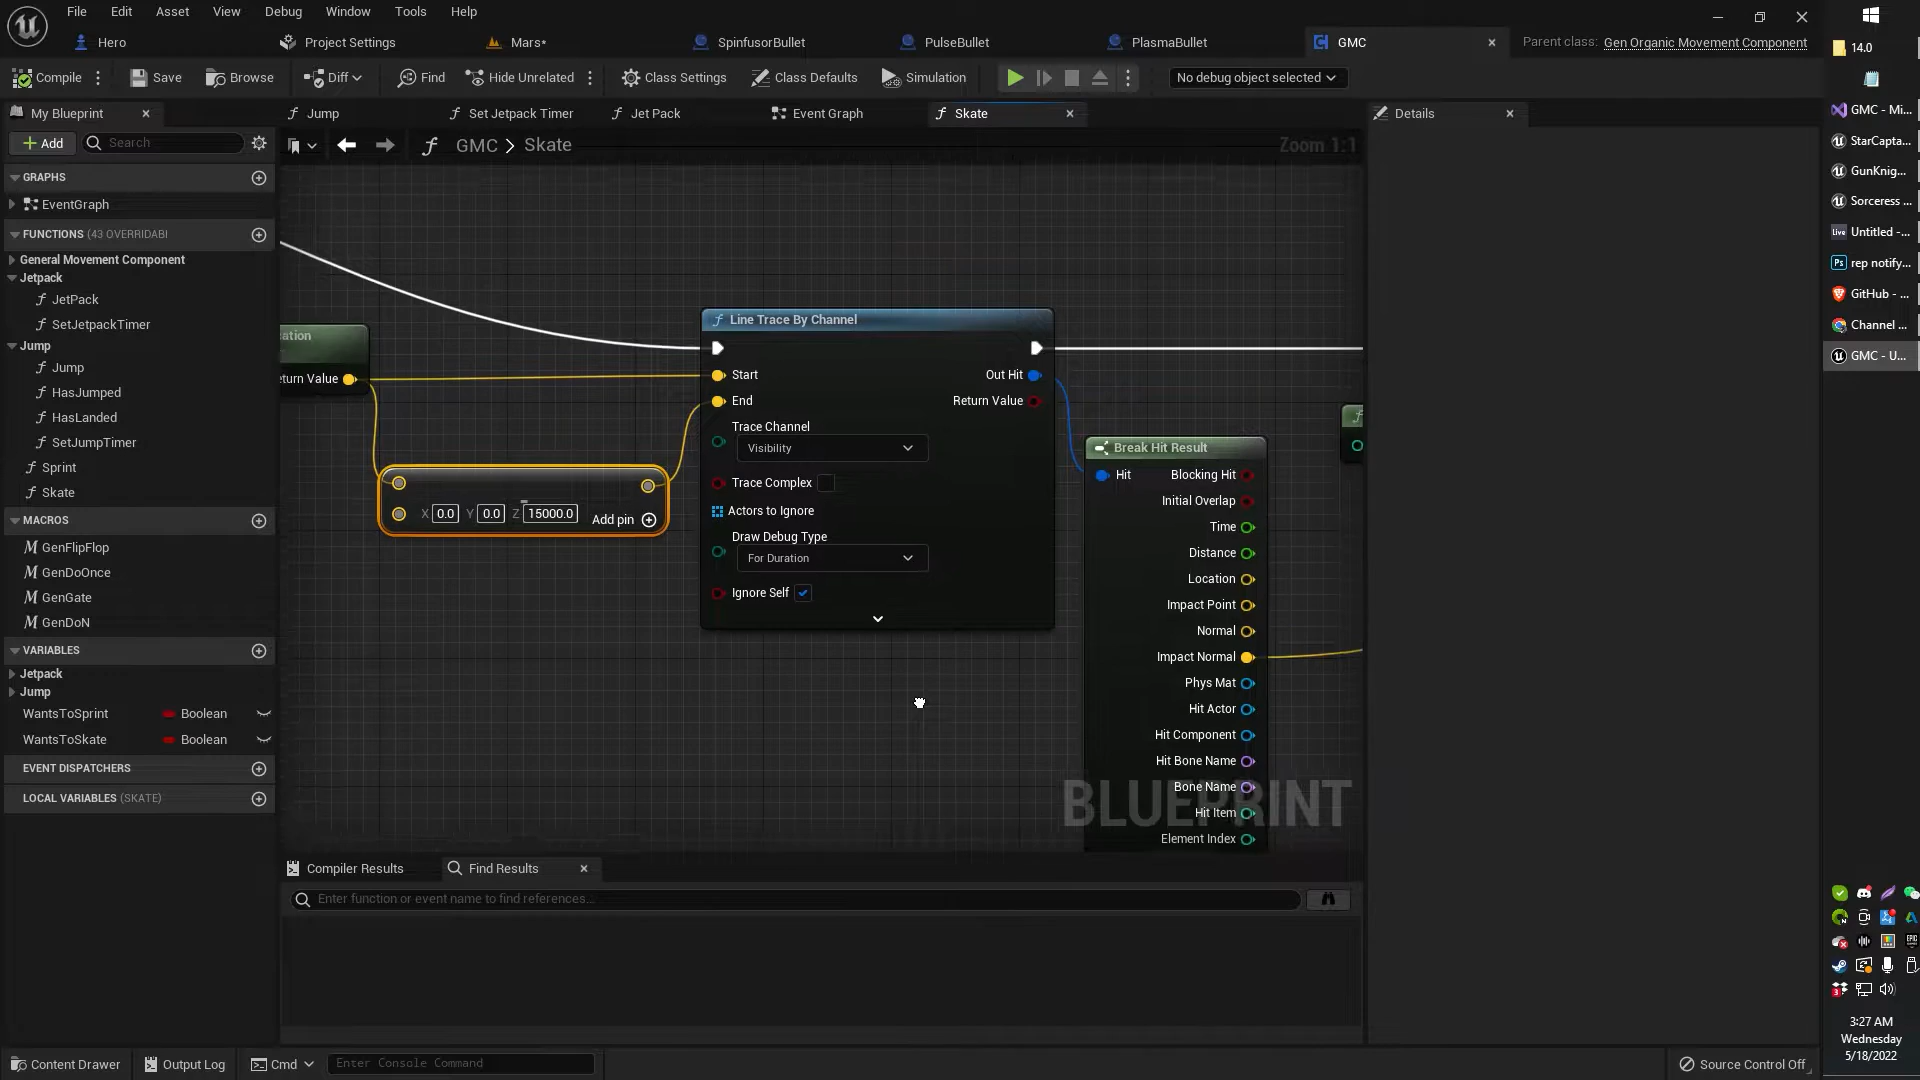 File Edit Asset View Debug Window Tools Help
Hero
Project Settings
Mars*
SpinfusorBullet
PulseBullet
PlasmaBullet
GMC
Parent class: Gen Organic Movement Component
14.0
Compile
Save
Browse
Diff
Find
Hide Unrelated
Class Settings
Class Defaults
Simulation
No debug object selected
My Blueprint
Jump
Set Jetpack Timer
Jet Pack
Event Graph
Skate
Details
Add
Search
GMC > Skate
Zoom 1:1
GRAPHS
EventGraph
FUNCTIONS (43 OVERRIDABI
General Movement Component
Jetpack
JetPack
SetJetpackTimer
Jump
Jump
HasJumped
HasLanded
SetJumpTimer
Sprint
Skate
MACROS
GenFlipFlop
GenDoOnce
GenGate
GenDoN
VARIABLES
Jetpack
Jump
WantsToSprint Boolean
WantsToSkate Boolean
EVENT DISPATCHERS
LOCAL VARIABLES (SKATE)
ation
eturn Value
X 0.0 Y 0.0 Z 15000.0
Add pin
Line Trace By Channel
Start
Out Hit
End
Return Value
Trace Channel
Visibility
Trace Complex
Actors to Ignore
Draw Debug Type
For Duration
Ignore Self
Break Hit Result
Hit
Blocking Hit
Initial Overlap
Time
Distance
Location
Impact Point
Normal
Impact Normal
Phys Mat
Hit Actor
Hit Component
Hit Bone Name
Bone Name
Hit Item
Element Index
BLUEPRINT
Compiler Results
Find Results
Enter function or event name to find references...
Content Drawer
Output Log
Cmd
Enter Console Command
Source Control Off
GMC - Mi...
StarCapta...
GunKnig...
Sorceress ...
Live Untitled -...
Ps rep notify...
GitHub - ...
Channel ...
GMC - U...
EPIC
3:27 AM
Wednesday
5/18/2022